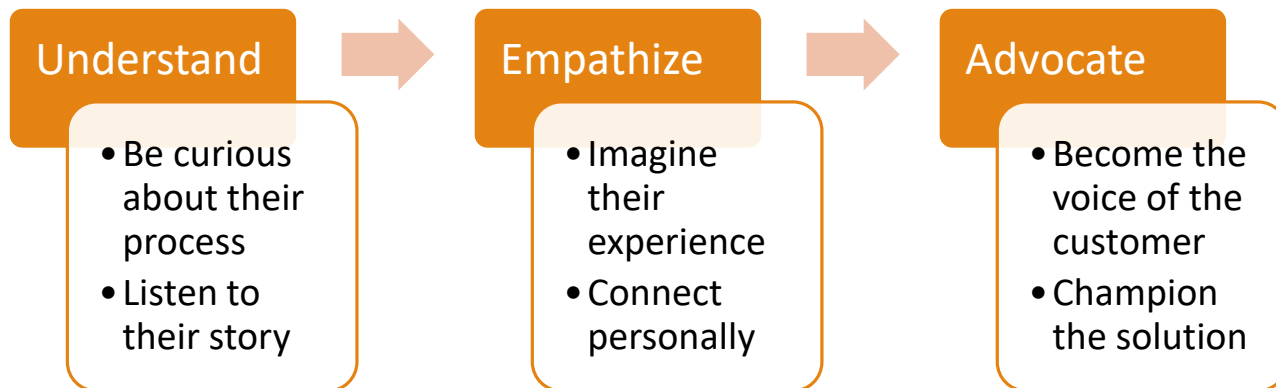 Understand
• Be curious
about their
process
• Listen to
their story
Empathize
• Imagine
their
experience
• Connect
personally
Advocate
• Become the
voice of the
customer
• Champion
the solution